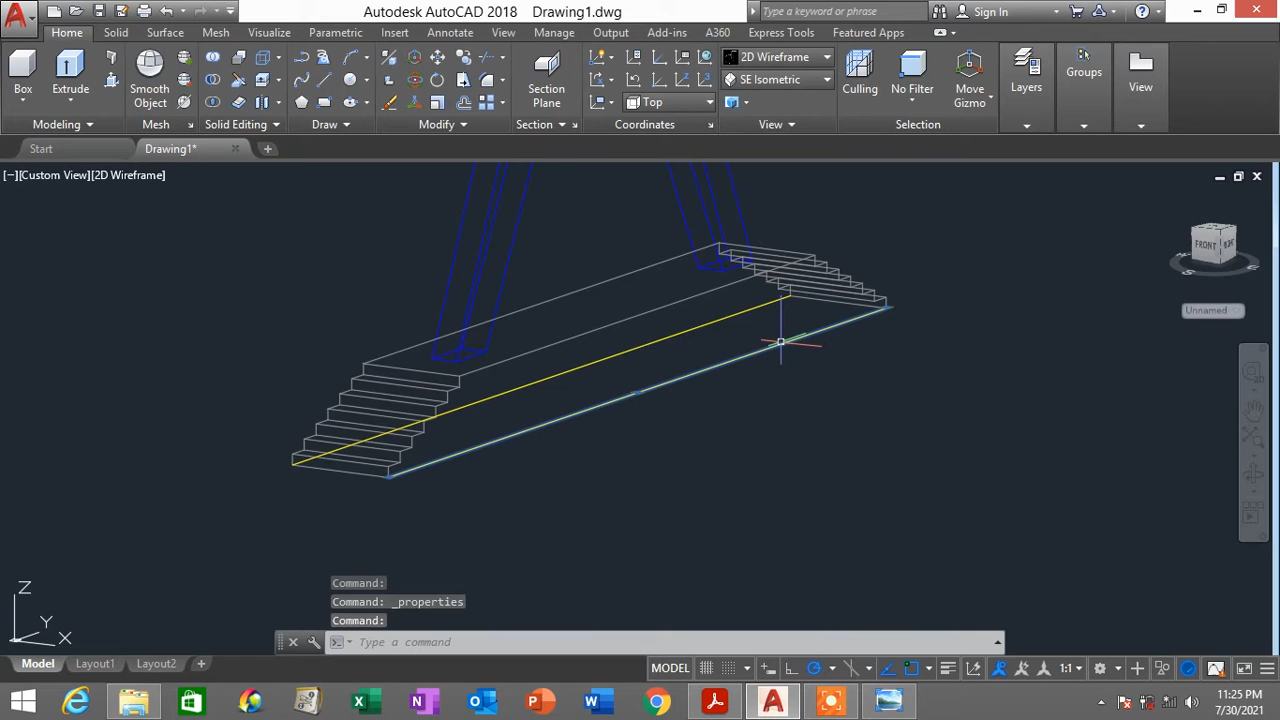 Autodesk AutoCAD 2018 Drawing1.dwg
Type a keyword or phrase
Sign In
Home Solid Surface Mesh Visualize Parametric Insert Annotate View Manage Output Add-ins A360 Express Tools Featured Apps
2D Wireframe
SE Isometric
Top
Box Extrude Smooth Object Section Plane Culling No Filter Move Gizmo Layers Groups View
Modeling Mesh Solid Editing Draw Modify Section Coordinates View Selection
Start Drawing1* +
[−][Custom View][2D Wireframe]
FRONT
Unnamed
Z
Y
X
Command:
Command: _properties
Command:
Type a command
Model Layout1 Layout2 +
MODEL 1:1
11:25 PM
7/30/2021